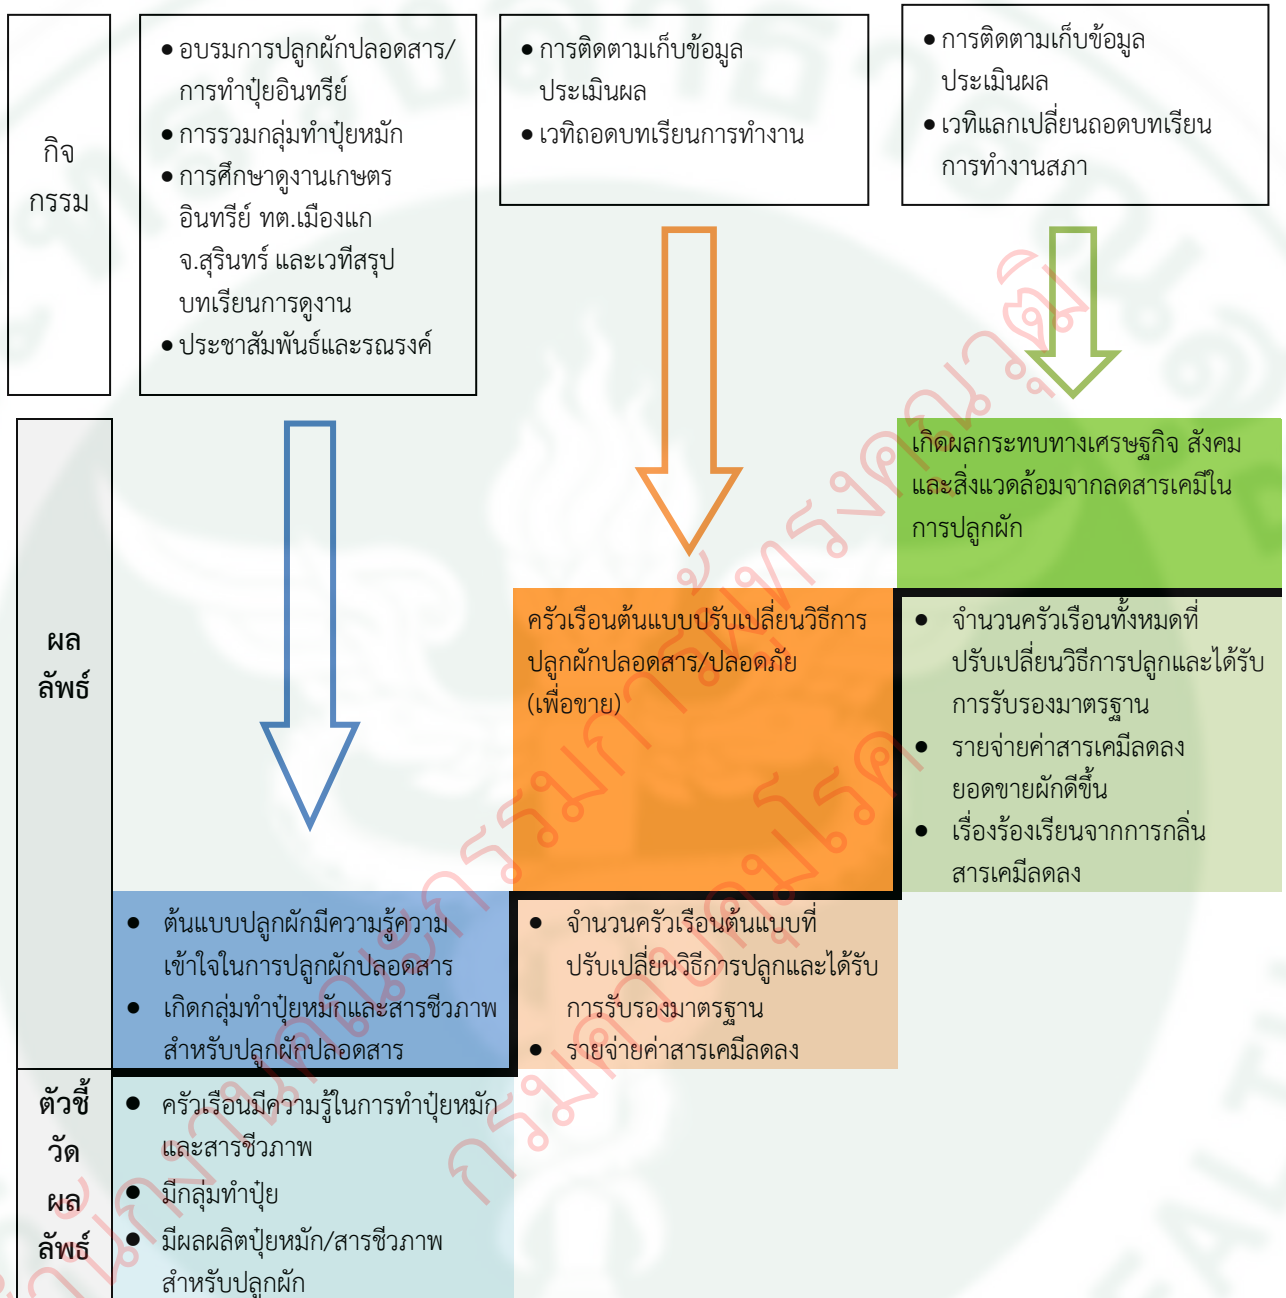 กิจ
กรรม
• อบรมการปลูกผักปลอดสาร/
การทำปุ๋ยอินทรีย์
• การรวมกลุ่มทำปุ๋ยหมัก
• การศึกษาดูงานเกษตร
อินทรีย์ ทต.เมืองแก
จ.สุรินทร์ และเวทีสรุป
บทเรียนการดูงาน
• ประชาสัมพันธ์และรณรงค์
• การติดตามเก็บข้อมูล
ประเมินผล
• เวทิถอดบทเรียนการทำงาน
• การติดตามเก็บข้อมูล
ประเมินผล
• เวทิแลกเปลี่ยนถอดบทเรียน
การทำงานสภา
ผล
ลัพธ์
เกิดผลกระทบทางเศรษฐกิจ สังคม
และสิ่งแวดล้อมจากลดสารเคมีใน
การปลูกผัก
ครัวเรือนต้นแบบปรับเปลี่ยนวิธีการ
ปลูกผักปลอดสาร/ปลอดภัย
(เพื่อขาย)
• จำนวนครัวเรือนทั้งหมดที่
ปรับเปลี่ยนวิธีการปลูกและได้รับ
การรับรองมาตรฐาน
• รายจ่ายค่าสารเคมีลดลง
ยอดขายผักดีขึ้น
• เรื่องร้องเรียนจากการกลิ่น
สารเคมีลดลง
• ต้นแบบปลูกผักมีความรู้ความ
เข้าใจในการปลูกผักปลอดสาร
• เกิดกลุ่มทำปุ๋ยหมักและสารชีวภาพ
สำหรับปลูกผักปลอดสาร
• จำนวนครัวเรือนต้นแบบที่
ปรับเปลี่ยนวิธีการปลูกและได้รับ
การรับรองมาตรฐาน
• รายจ่ายค่าสารเคมีลดลง
ตัวชี้
วัด
ผล
ลัพธ์
• ครัวเรือนมีความรู้ในการทำปุ๋ยหมัก
และสารชีวภาพ
• มีกลุ่มทำปุ๋ย
• มีผลผลิตปุ๋ยหมัก/สารชีวภาพ
สำหรับปลูกผัก
สำนักงานคณะกรรมการผู้ทรงคุณวุฒิ
กรมควบคุมโรค